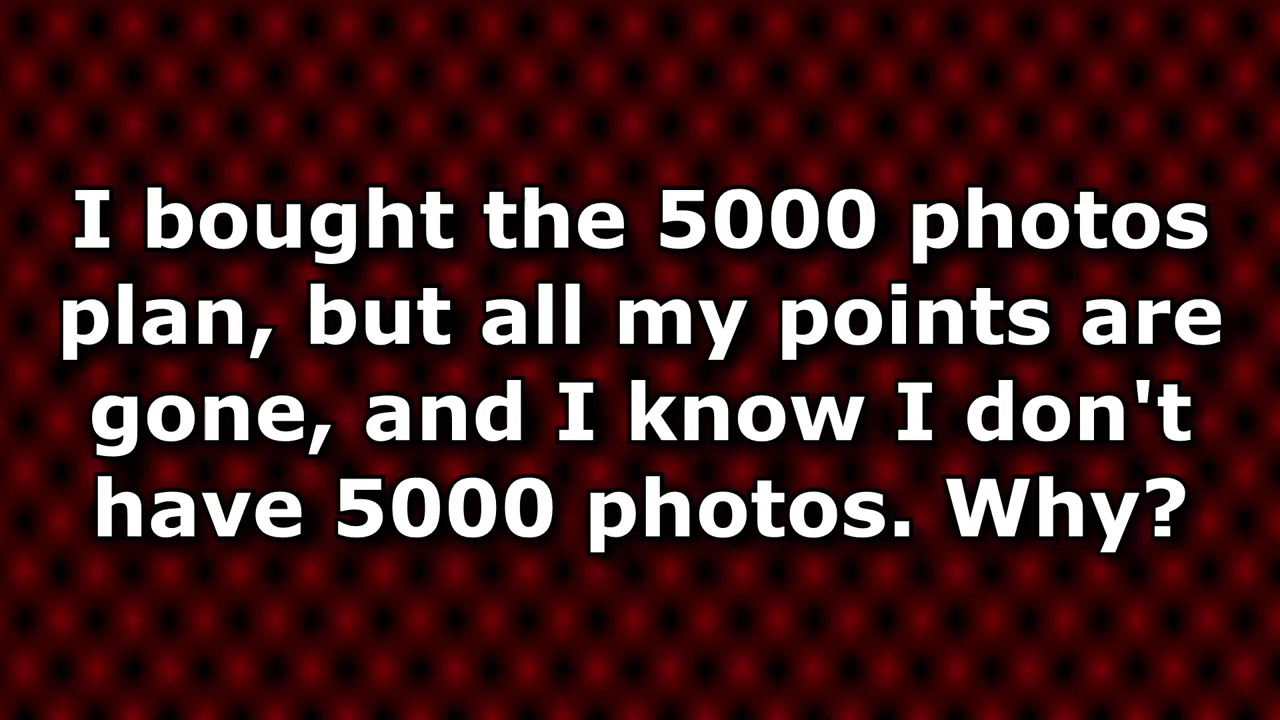 I bought the 5000 photos
plan, but all my points are
gone, and I know I don't
have 5000 photos. Why?